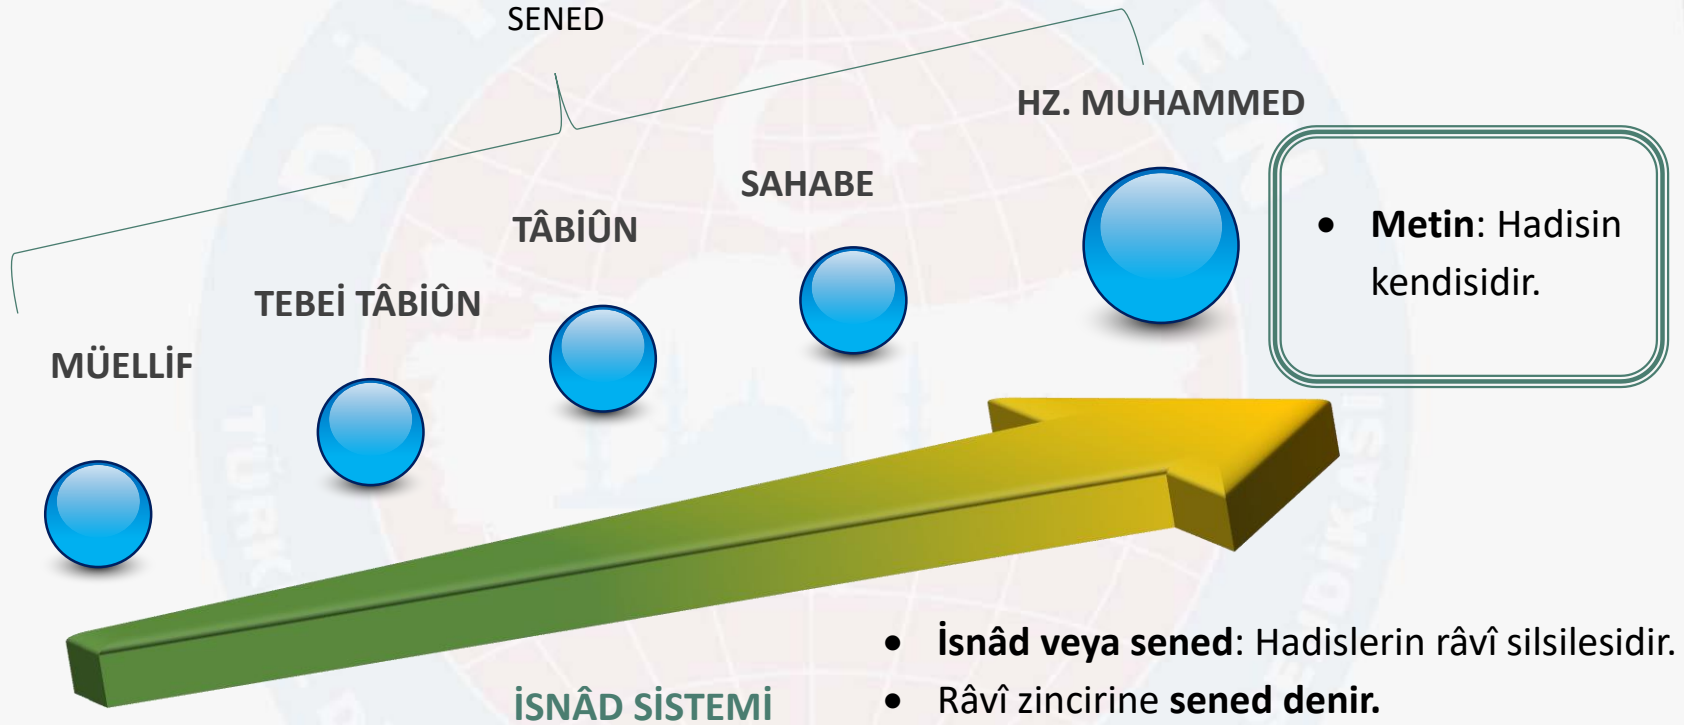 SENED
HZ. MUHAMMED
SAHABE
TÂBİÛN
TEBEİ TÂBİÛN
MÜELLİF
• Metin: Hadisin
kendisidir.
• İsnâd veya sened: Hadislerin râvî silsilesidir.
• Râvî zincirine sened denir.
İSNÂD SİSTEMİ